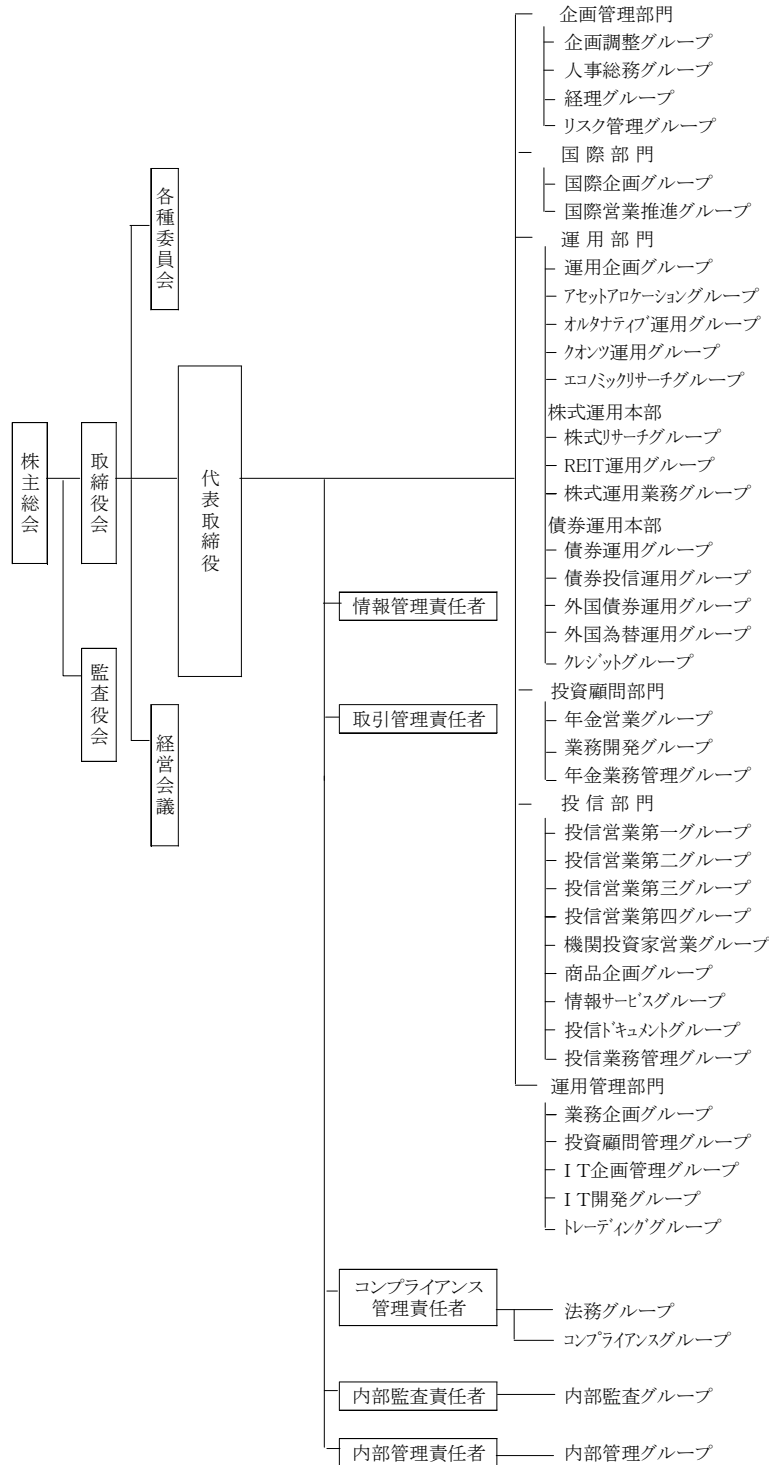 株主総会
取締役会
監査役会
各種委員会
経営会議
代表取締役
情報管理責任者
取引管理責任者
コンプライアンス
管理責任者
内部監査責任者
内部管理責任者
企画管理部門
企画調整グループ
人事総務グループ
経理グループ
リスク管理グループ
国際部門
国際企画グループ
国際営業推進グループ
運用部門
運用企画グループ
アセットアロケーショングループ
オルタナティブ運用グループ
クオンツ運用グループ
エコノミックリサーチグループ
株式運用本部
株式リサーチグループ
REIT運用グループ
株式運用業務グループ
債券運用本部
債券運用グループ
債券投信運用グループ
外国債券運用グループ
外国為替運用グループ
クレジットグループ
投資顧問部門
年金営業グループ
業務開発グループ
年金業務管理グループ
投信部門
投信営業第一グループ
投信営業第二グループ
投信営業第三グループ
投信営業第四グループ
機関投資家営業グループ
商品企画グループ
情報サービスグループ
投信ドキュメントグループ
投信業務管理グループ
運用管理部門
業務企画グループ
投資顧問管理グループ
ＩＴ企画管理グループ
ＩＴ開発グループ
トレーディンググループ
法務グループ
コンプライアンスグループ
内部監査グループ
内部管理グループ